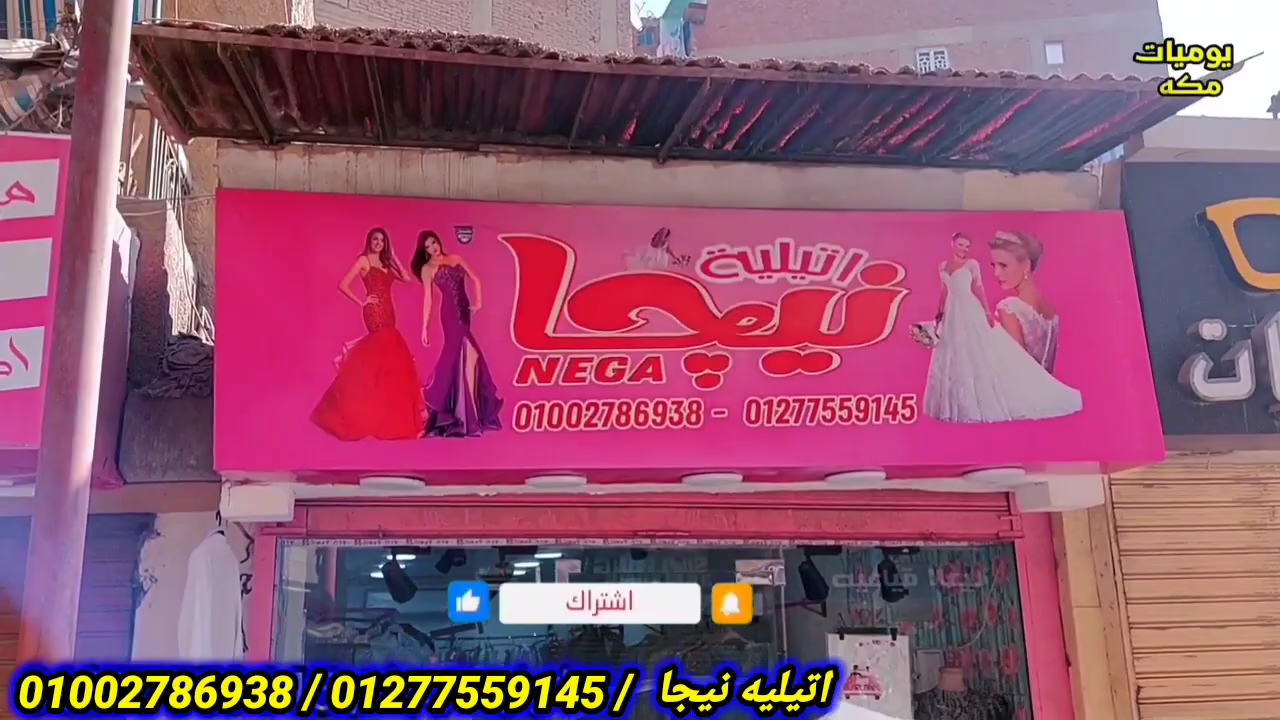 يوميات
مكه
اتيلية
نيچا
NEGA
01002786938 - 01277559145
اشتراك
01002786938 / 01277559145 / اتيليه نيجا